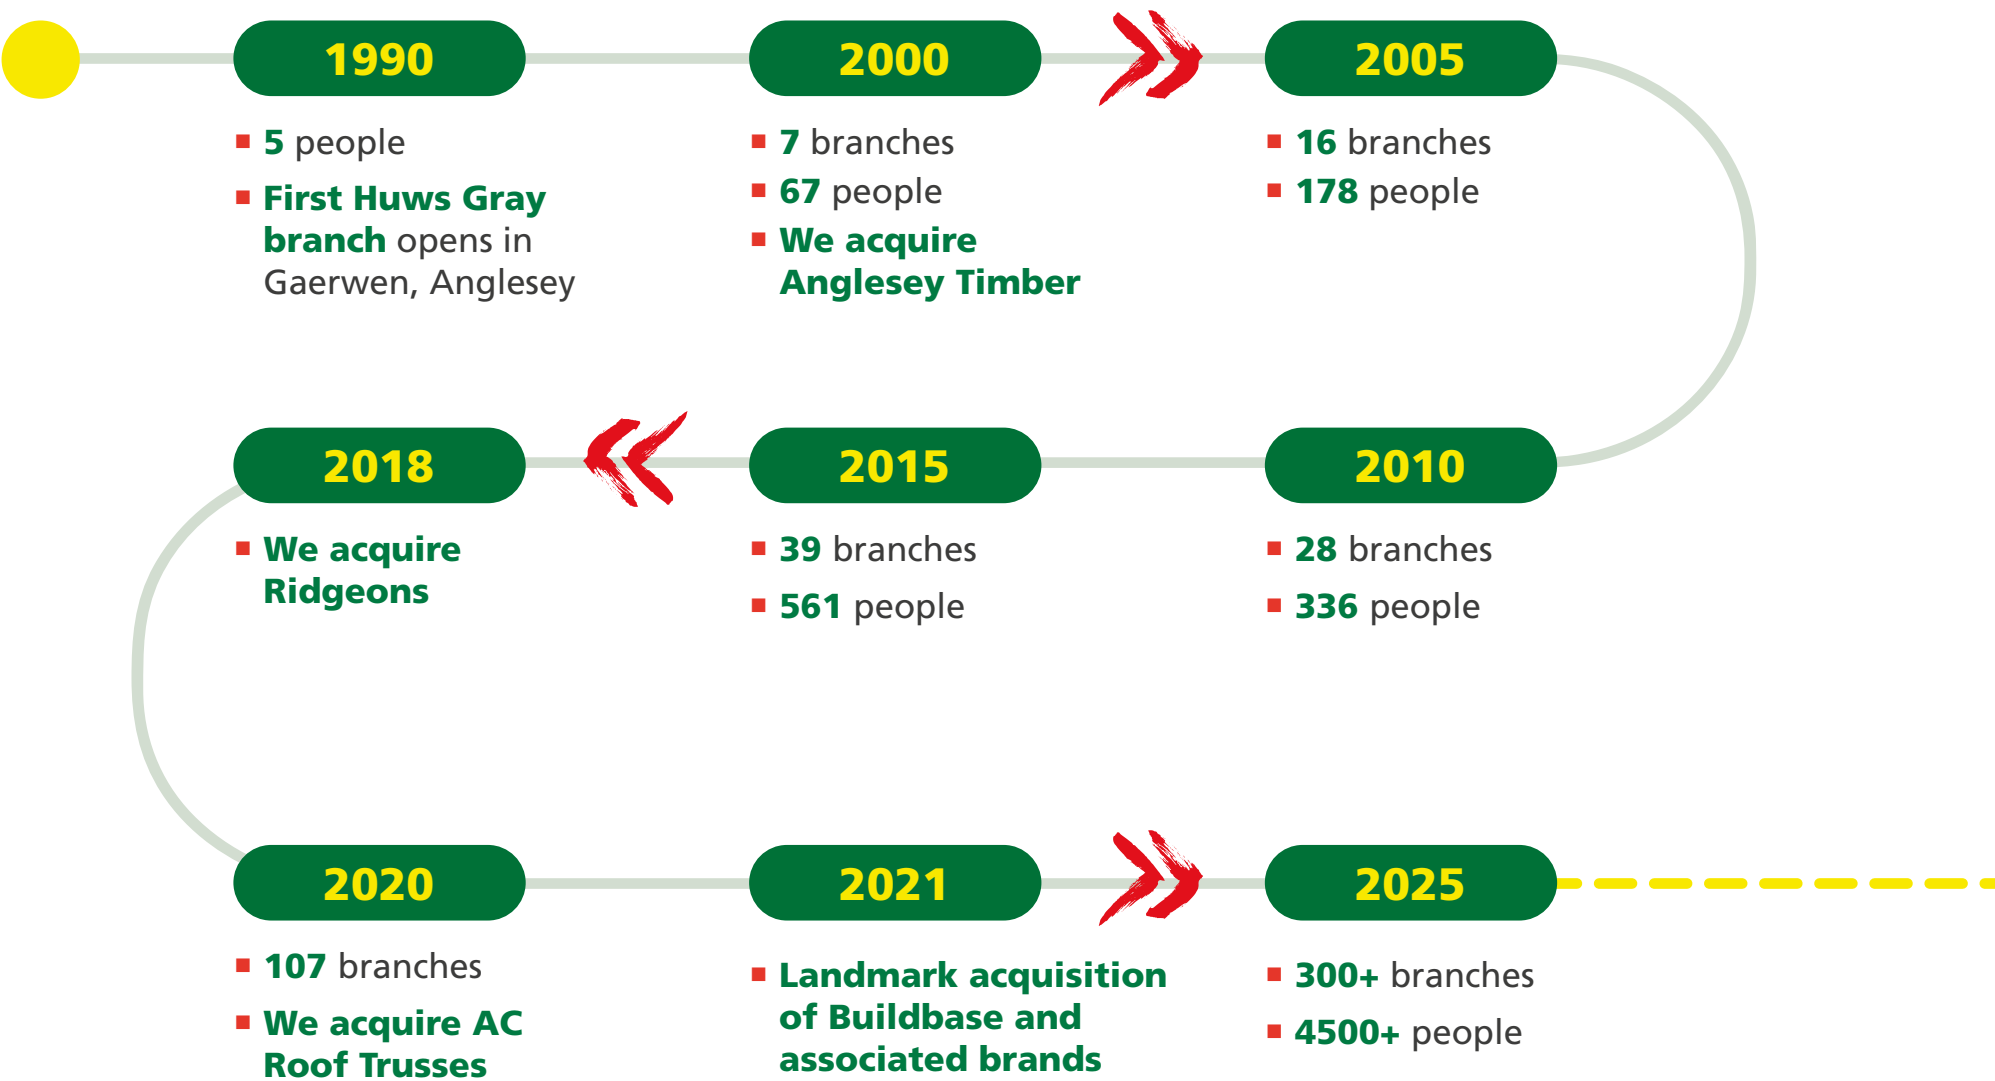 1990
5 people
First Huws Gray
branch opens in
Gaerwen, Anglesey
2000
7 branches
67 people
We acquire
Anglesey Timber
2005
16 branches
178 people
2010
28 branches
336 people
2015
39 branches
561 people
2018
We acquire
Ridgeons
2020
107 branches
We acquire AC
Roof Trusses
2021
Landmark acquisition
of Buildbase and
associated brands
2025
300+ branches
4500+ people